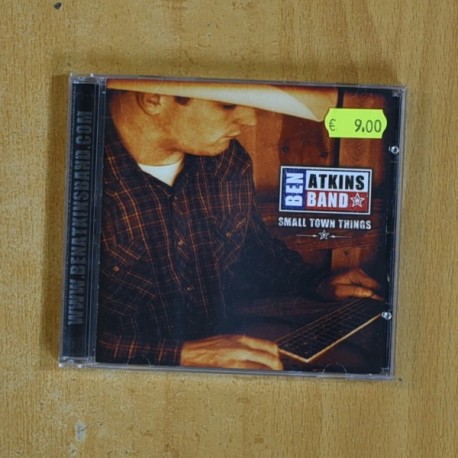 WWW.BENATKINSBAND.COM
€ 9.00
BEN
ATKINS
BAND
SMALL TOWN THINGS